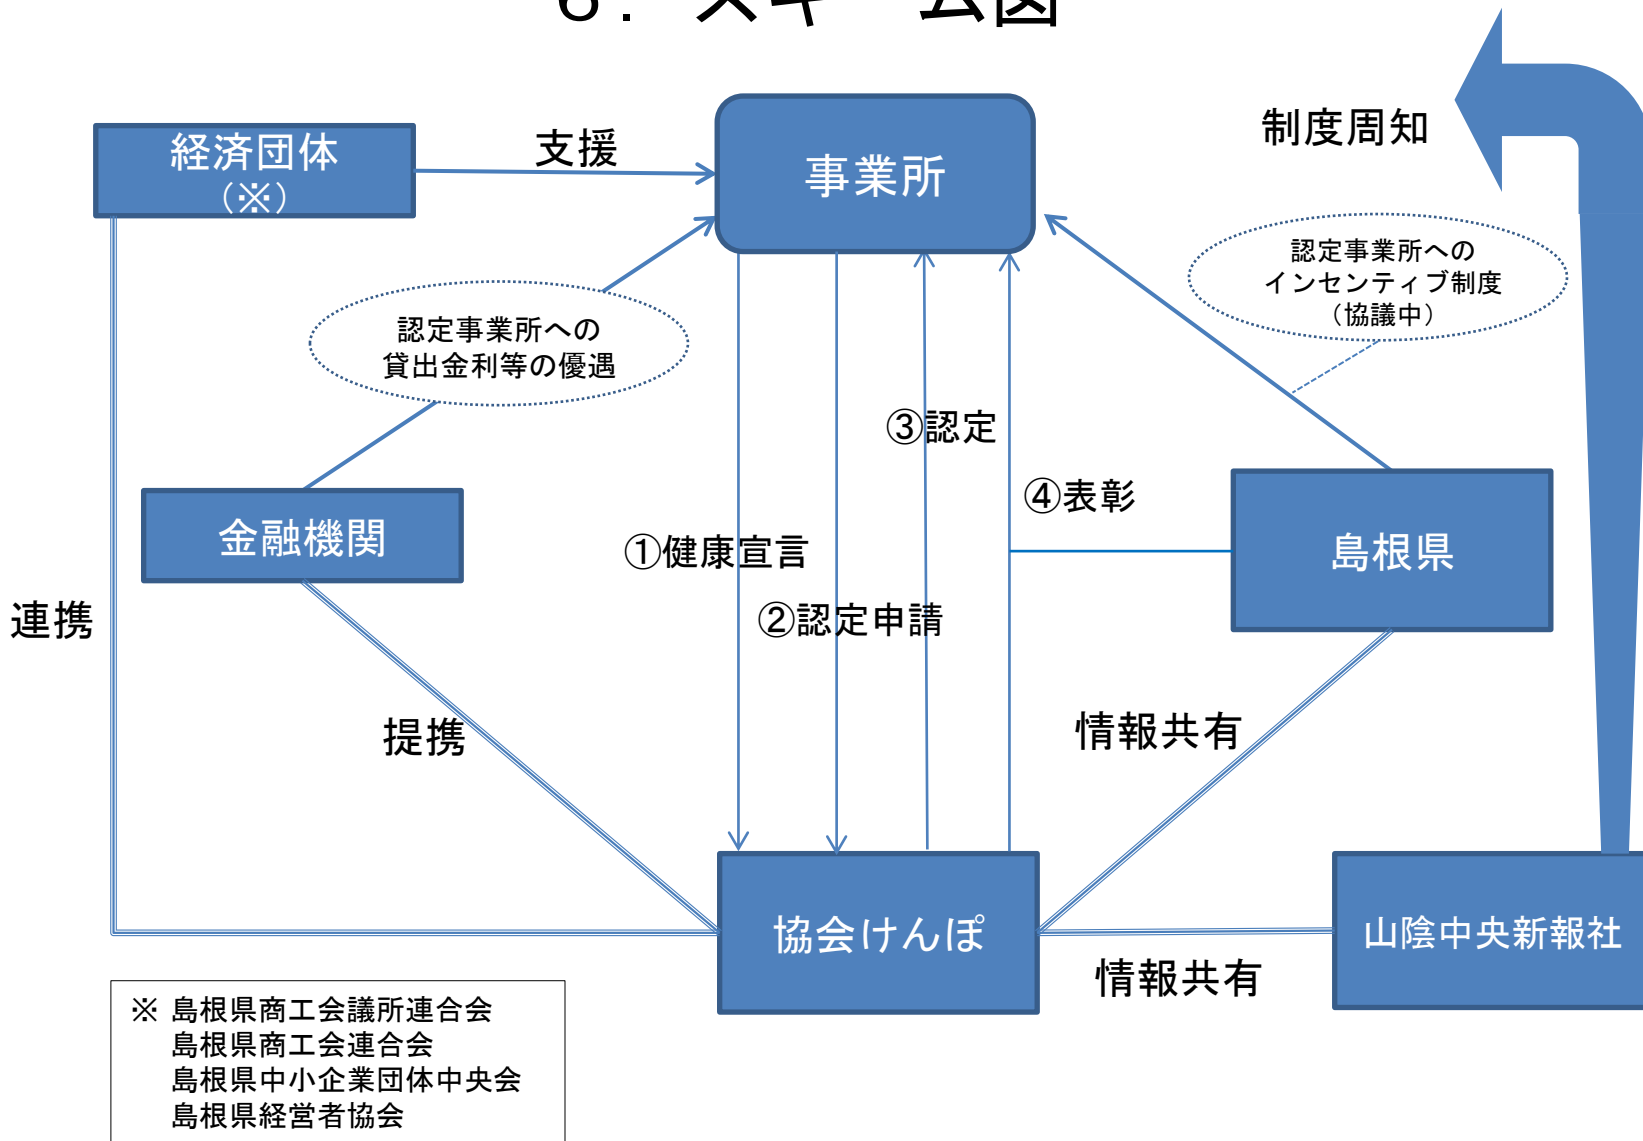 ６．スキーム図
経済団体
（※）
支援
事業所
制度周知
認定事業所への
インセンティブ制度
（協議中）
認定事業所への
貸出金利等の優遇
③認定
④表彰
金融機関
①健康宣言
島根県
連携
②認定申請
提携
情報共有
協会けんぽ
山陰中央新報社
情報共有
※ 島根県商工会議所連合会
島根県商工会連合会
島根県中小企業団体中央会
島根県経営者協会